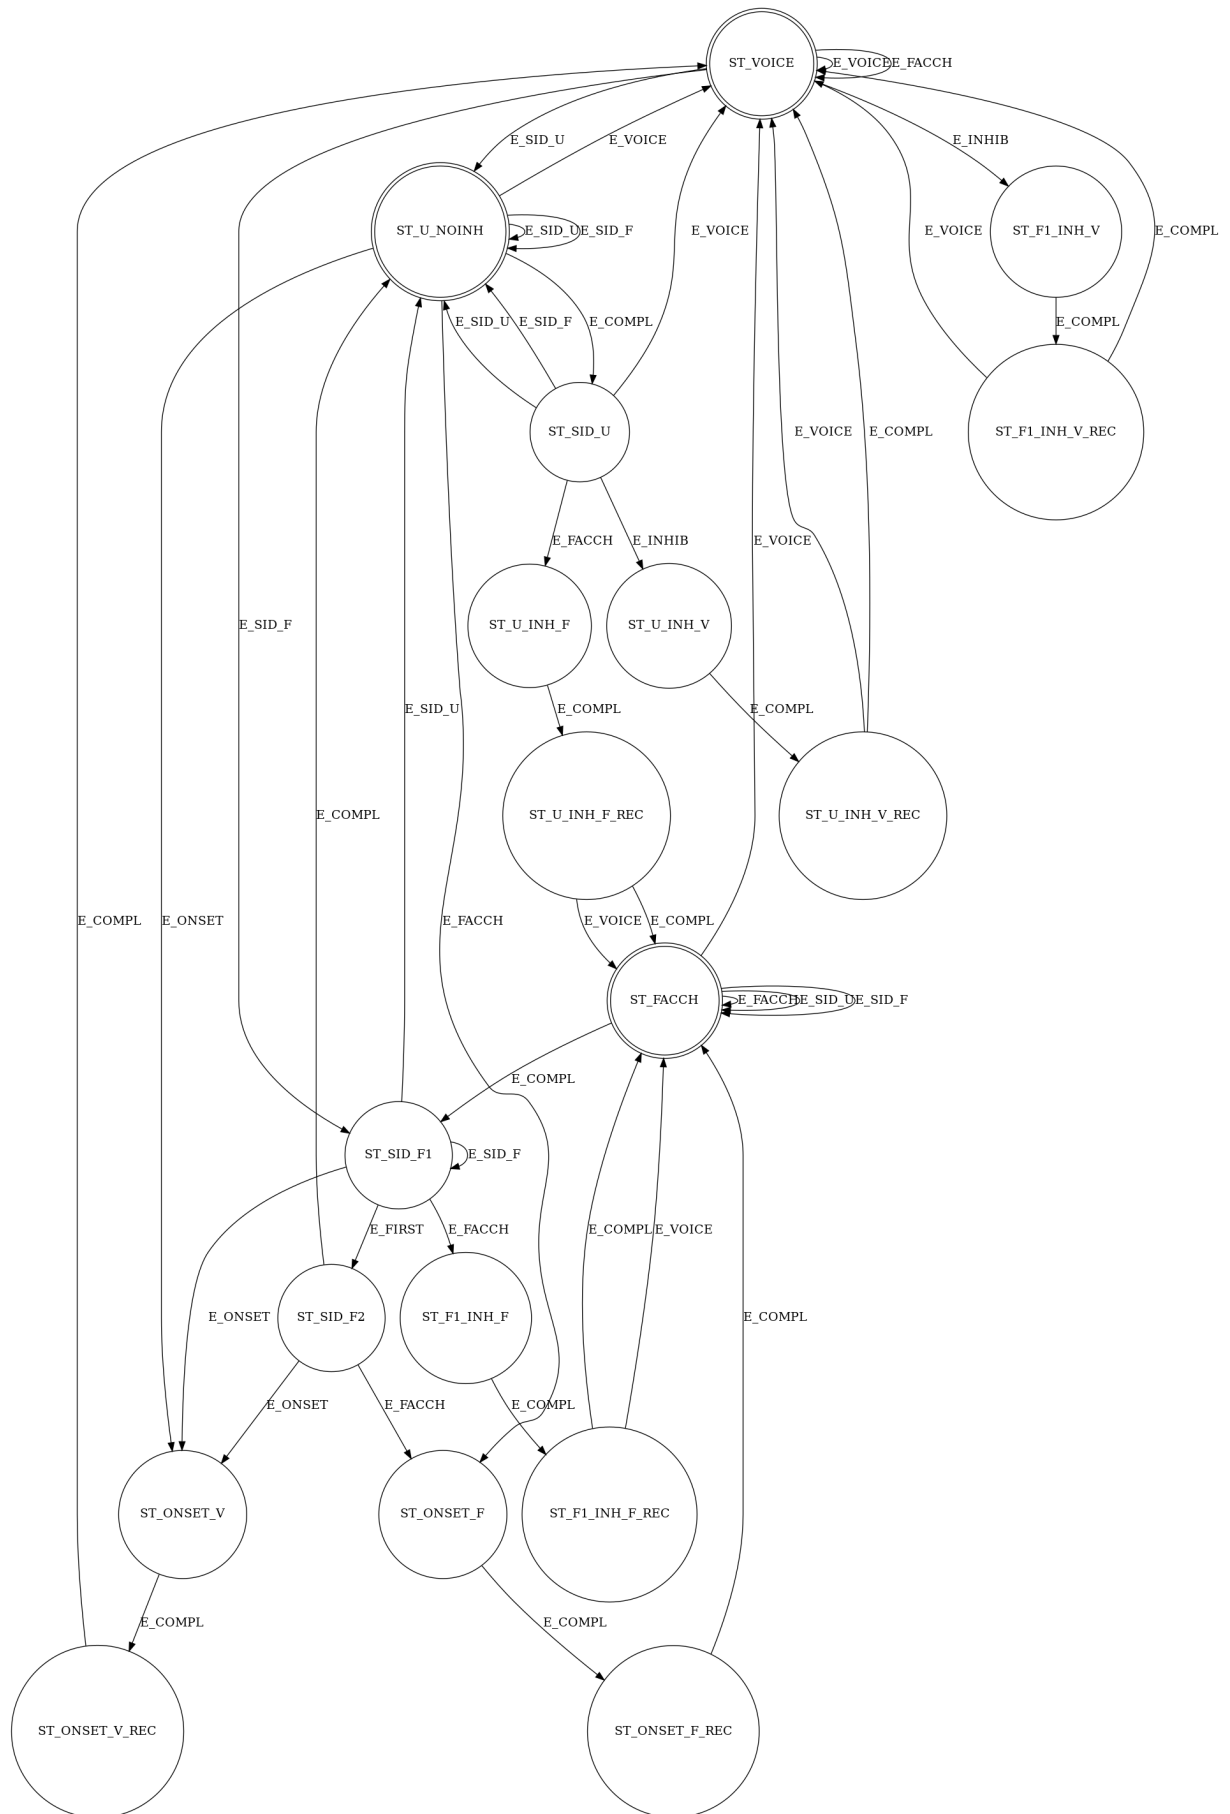 ST_VOICE
E_VOICE
E_FACCH
E_SID_U
E_VOICE
E_INHIB
ST_U_NOINH
E_SID_U
E_SID_F
E_VOICE
ST_F1_INH_V
E_VOICE
E_COMPL
E_SID_U
E_SID_F
E_COMPL
E_COMPL
ST_SID_U
E_VOICE
E_COMPL
ST_F1_INH_V_REC
E_FACCH
E_INHIB
E_VOICE
E_SID_F
ST_U_INH_F
ST_U_INH_V
E_SID_U
E_COMPL
E_COMPL
E_COMPL
ST_U_INH_F_REC
ST_U_INH_V_REC
E_COMPL
E_ONSET
E_FACCH
E_VOICE
E_COMPL
ST_FACCH
E_FACCH
E_SID_U
E_SID_F
E_COMPL
ST_SID_F1
E_SID_F
E_FIRST
E_FACCH
E_COMPL
E_VOICE
E_ONSET
ST_SID_F2
ST_F1_INH_F
E_COMPL
E_ONSET
E_FACCH
E_COMPL
ST_ONSET_V
ST_ONSET_F
ST_F1_INH_F_REC
E_COMPL
E_COMPL
ST_ONSET_V_REC
ST_ONSET_F_REC